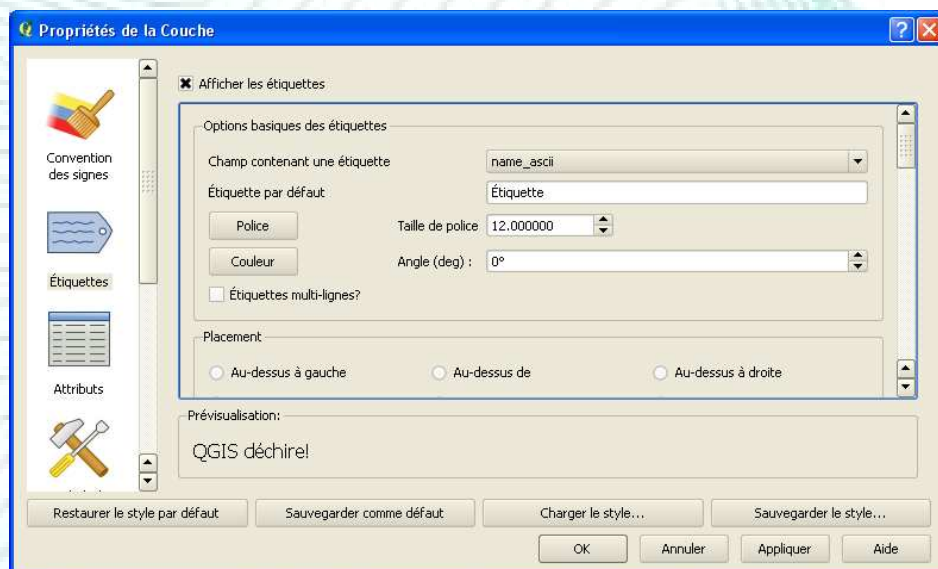 Propriétés de la Couche
Convention
des signes
Étiquettes
Attributs
Afficher les étiquettes
Options basiques des étiquettes
Champ contenant une étiquette name_ascii
Étiquette par défaut Étiquette
Police Taille de police 12.000000
Couleur Angle (deg) : 0°
Étiquettes multi-lignes?
Placement
Au-dessus à gauche Au-dessus de Au-dessus à droite
Prévisualisation:
QGIS déchire!
Restaurer le style par défaut Sauvegarder comme défaut Charger le style... Sauvegarder le style...
OK Annuler Appliquer Aide